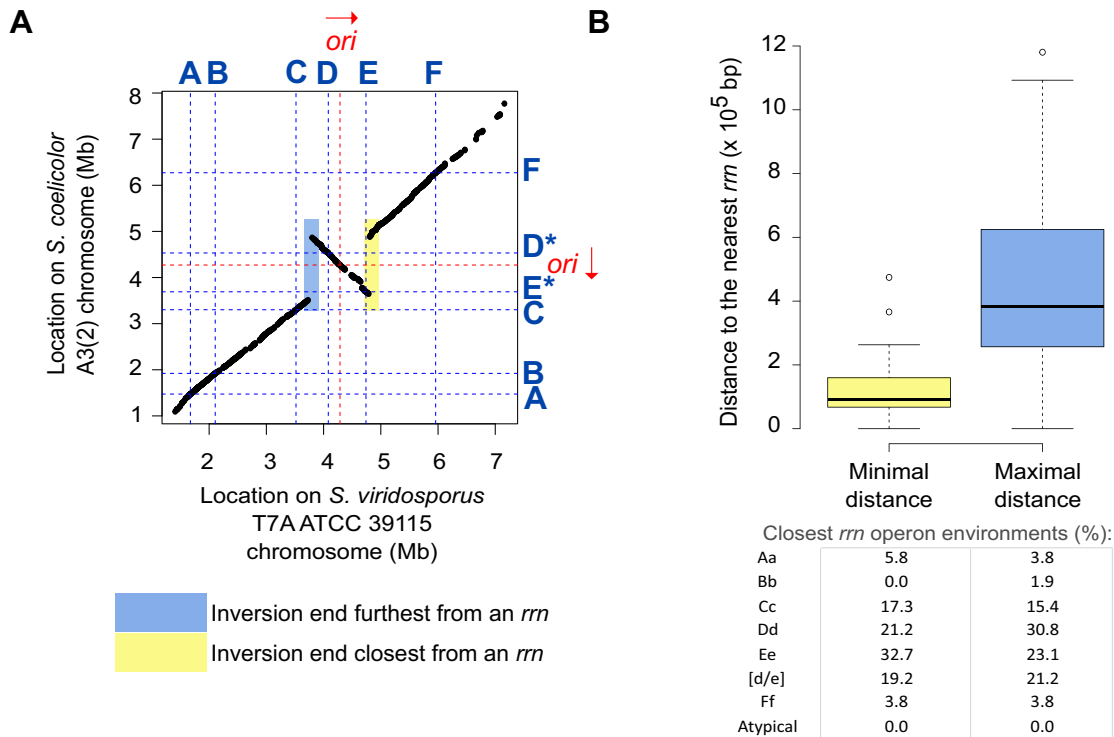 A
ori
A B C D E F
8
7
6
5
4
3
2
1
Location on S. coelicolor
A3(2) chromosome (Mb)
F
D*
ori
E*
C
B
A
2 3 4 5 6 7
Location on S. viridosporus
T7A ATCC 39115
chromosome (Mb)
Inversion end furthest from an rrn
Inversion end closest from an rrn
B
Distance to the nearest rrn (x 10^5 bp)
12
10
8
6
4
2
0
Minimal distance
Maximal distance
Closest rrn operon environments (%):
Aa 5.8 3.8
Bb 0.0 1.9
Cc 17.3 15.4
Dd 21.2 30.8
Ee 32.7 23.1
[d/e] 19.2 21.2
Ff 3.8 3.8
Atypical 0.0 0.0